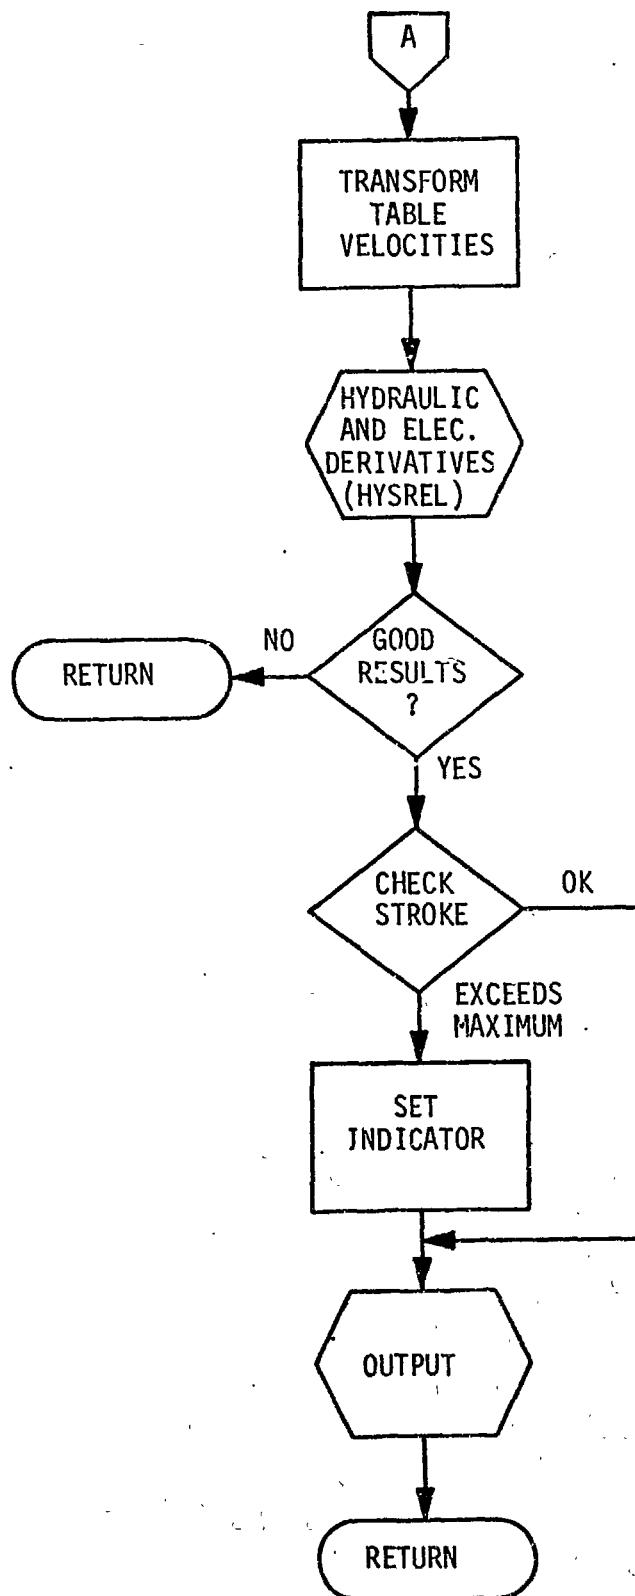 A
TRANSFORM
TABLE
VELOCITIES
HYDRAULIC
AND ELEC.
DERIVATIVES
(HYSREL)
NO
GOOD
RESULTS
?
RETURN
YES
CHECK
STROKE
OK
EXCEEDS
MAXIMUM
SET
INDICATOR
OUTPUT
RETURN